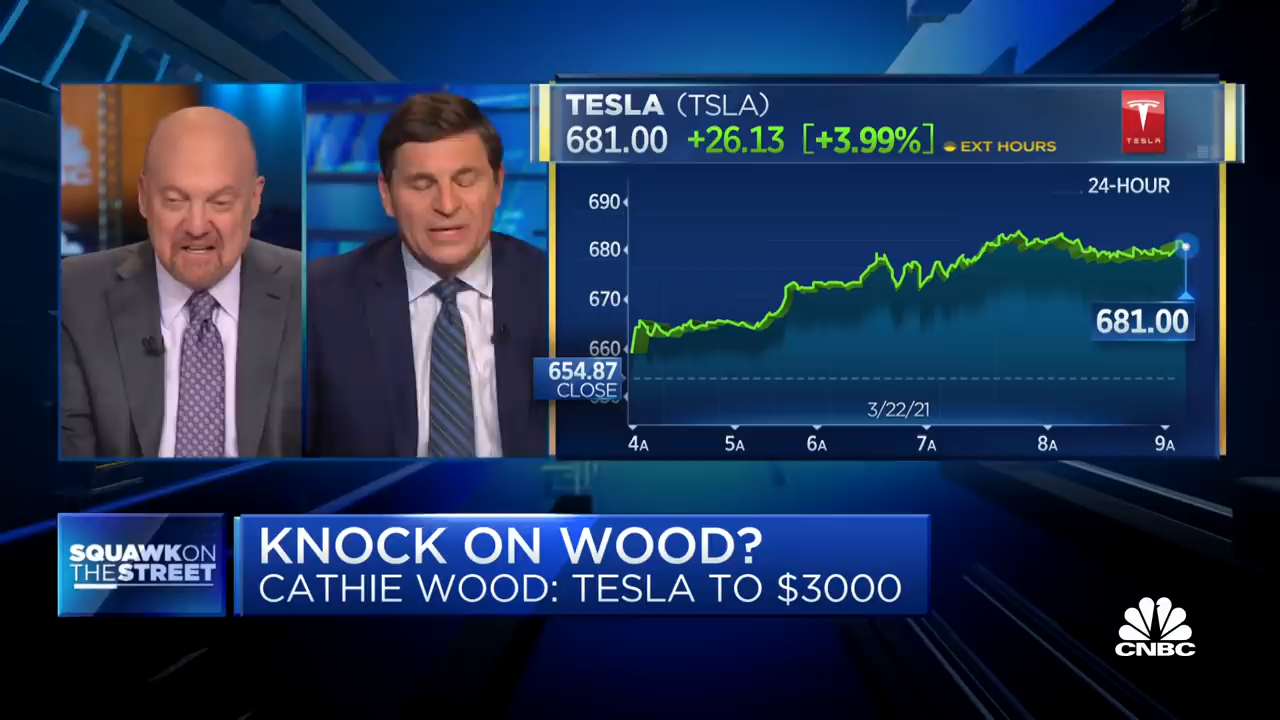 TESLA (TSLA)
681.00 +26.13 [+3.99%] EXT HOURS
TESLA
24-HOUR
690
680
670
660
681.00
654.87
CLOSE
3/22/21
4A 5A 6A 7A 8A 9A
SQUAWK ON
THE STREET
KNOCK ON WOOD?
CATHIE WOOD: TESLA TO $3000
CNBC